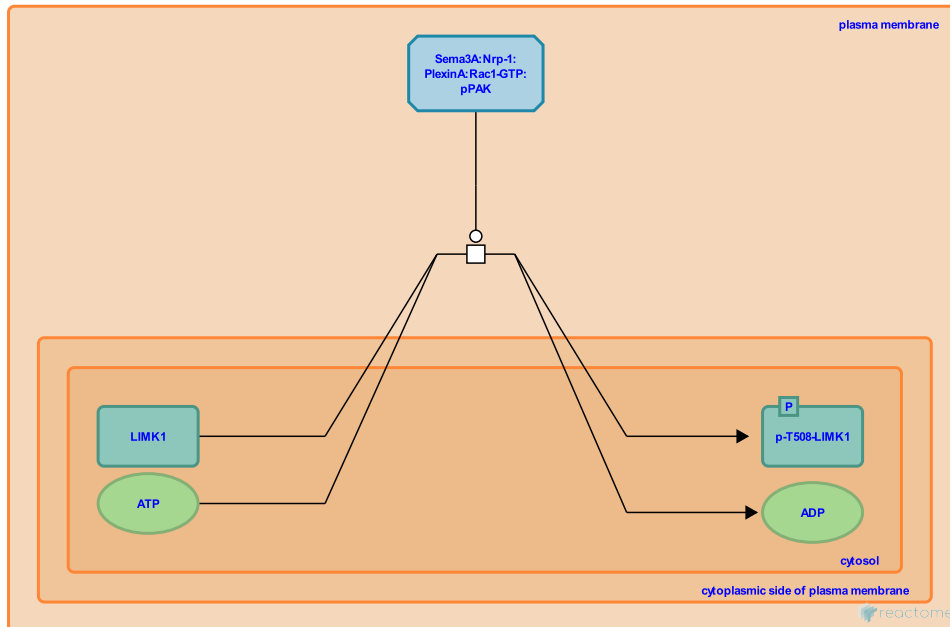 plasma membrane
Sema3A:Nrp-1:
PlexinA:Rac1-GTP:
pPAK
P
LIMK1
p-T508-LIMK1
ATP
ADP
cytosol
cytoplasmic side of plasma membrane
reactome